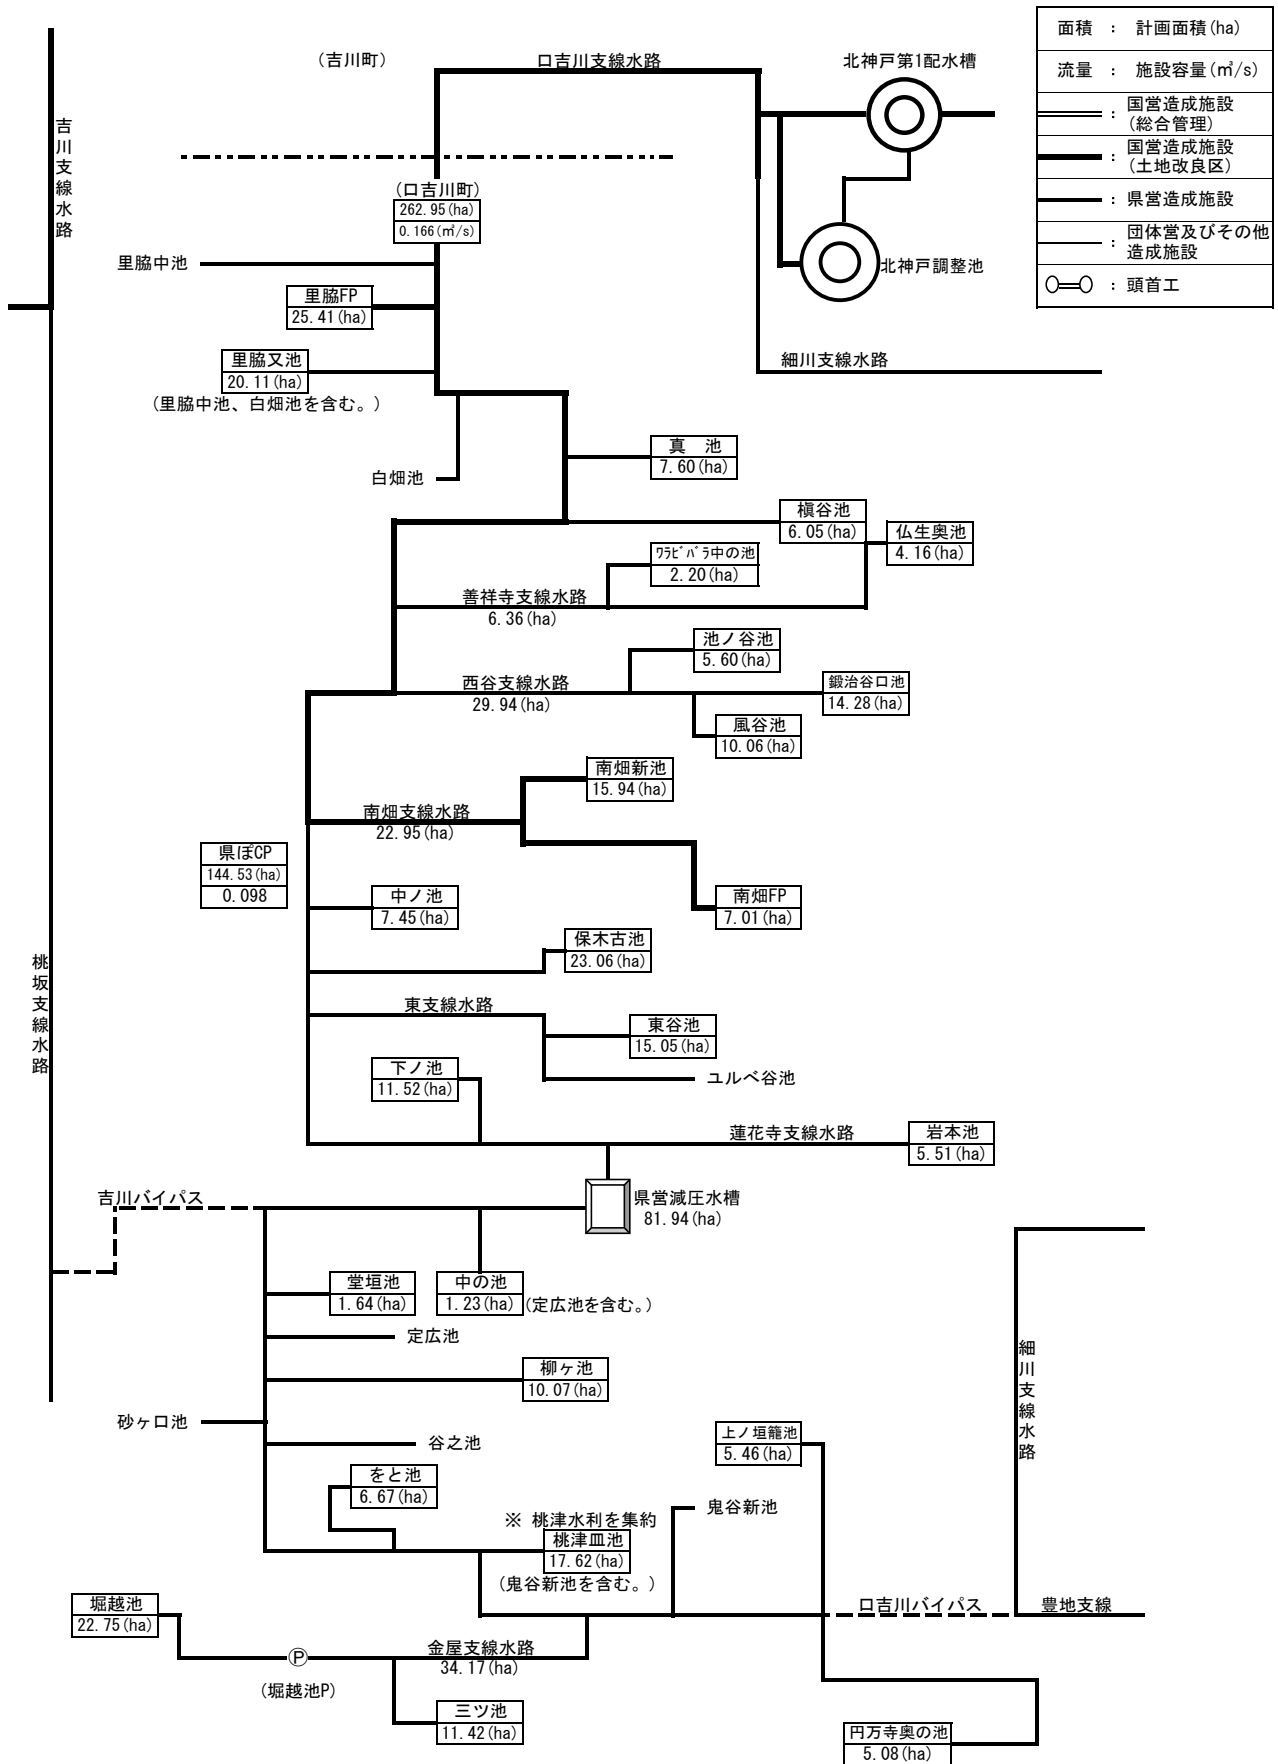 面積 ： 計画面積(ha)
流量 ： 施設容量(㎥/s)
： 国営造成施設
(総合管理)
： 国営造成施設
(土地改良区)
： 県営造成施設
： 団体営及びその他
造成施設
： 頭首工
(吉川町)
口吉川支線水路
北神戸第1配水槽
吉川支線水路
(口吉川町)
262.95(ha)
0.166(㎥/s)
里脇中池
北神戸調整池
里脇FP
25.41(ha)
里脇又池
20.11(ha)
(里脇中池、白畑池を含む。)
細川支線水路
白畑池
真 池
7.60(ha)
槇谷池
6.05(ha)
仏生奥池
4.16(ha)
ﾜﾗﾋﾞﾊﾞﾗ中の池
2.20(ha)
善祥寺支線水路
6.36(ha)
池ノ谷池
5.60(ha)
西谷支線水路
29.94(ha)
鍛治谷口池
14.28(ha)
風谷池
10.06(ha)
南畑新池
15.94(ha)
南畑支線水路
22.95(ha)
県ぽCP
144.53(ha)
0.098
中ノ池
7.45(ha)
南畑FP
7.01(ha)
保木古池
23.06(ha)
桃坂支線水路
東支線水路
東谷池
15.05(ha)
下ノ池
11.52(ha)
ユルベ谷池
蓮花寺支線水路
岩本池
5.51(ha)
吉川バイパス
県営減圧水槽
81.94(ha)
堂垣池
1.64(ha)
中の池
1.23(ha)
(定広池を含む。)
定広池
柳ヶ池
10.07(ha)
細川支線水路
砂ヶ口池
谷之池
上ノ垣籠池
5.46(ha)
をと池
6.67(ha)
※ 桃津水利を集約
鬼谷新池
桃津皿池
17.62(ha)
(鬼谷新池を含む。)
堀越池
22.75(ha)
口吉川バイパス
豊地支線
金屋支線水路
34.17(ha)
Ⓟ
(堀越池P)
三ツ池
11.42(ha)
円万寺奥の池
5.08(ha)